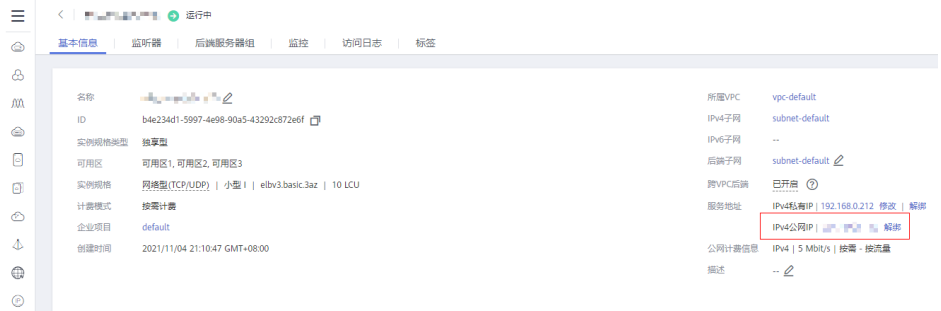 运行中
基本信息 监听器 后端服务器组 监控 访问日志 标签
名称
ID b4e234d1-5997-4e98-90a5-43292c872e6f
实例规格类型 独享型
可用区 可用区1, 可用区2, 可用区3
实例规格 网络型(TCP/UDP) | 小型 I | elbv3.basic.3az | 10 LCU
计费模式 按需计费
企业项目 default
创建时间 2021/11/04 21:10:47 GMT+08:00
所属VPC vpc-default
IPv4子网 subnet-default
IPv6子网 --
后端子网 subnet-default
跨VPC后端 已开启
服务地址 IPv4私有IP | 192.168.0.212 修改 | 解绑
IPv4公网IP | 解绑
公网计费信息 IPv4 | 5 Mbit/s | 按需 - 按流量
描述 --